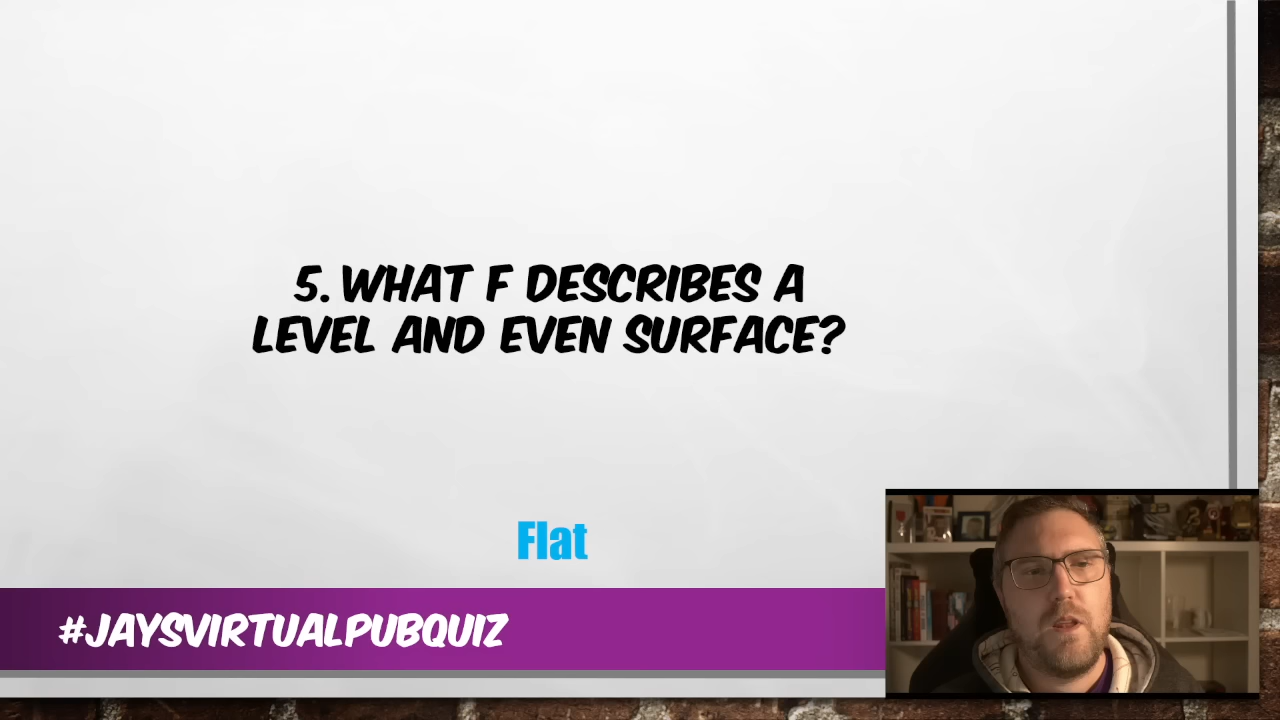 5. WHAT F DESCRIBES A
LEVEL AND EVEN SURFACE?
Flat
#JAYSVIRTUALPUBQUIZ